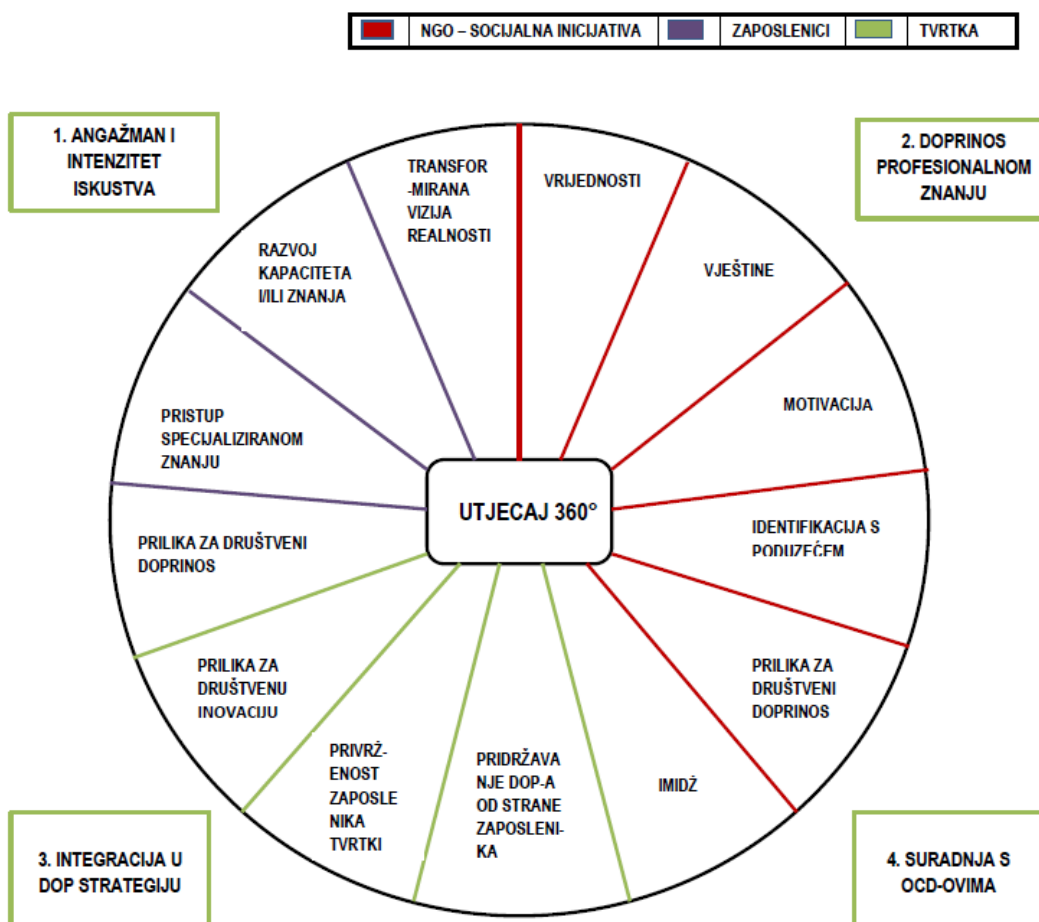 NGO – SOCIJALNA INICIJATIVA
ZAPOSLENICI
TVRTKA
1. ANGAŽMAN I
INTENZITET
ISKUSTVA
2. DOPRINOS
PROFESIONALNOM
ZNANJU
TRANSFOR
-MIRANA
VIZIJA
REALNOSTI
VRIJEDNOSTI
RAZVOJ
KAPACITETA
I/ILI ZNANJA
VJEŠTINE
PRISTUP
SPECIJALIZIRANOM
ZNANJU
MOTIVACIJA
UTJECAJ 360°
PRILIKA ZA DRUŠTVENI
DOPRINOS
IDENTIFIKACIJA S
PODUZEĆEM
PRILIKA ZA
DRUŠTVENU
INOVACIJU
PRILIKA ZA
DRUŠTVENI
DOPRINOS
PRIVRŽ-
ENOST
ZAPOSLE
NIKA
TVRTKI
PRIDRŽAVA
NJE DOP-A
OD STRANE
ZAPOSLENI-
KA
IMIDŽ
3. INTEGRACIJA U
DOP STRATEGIJU
4. SURADNJA S
OCD-OVIMA